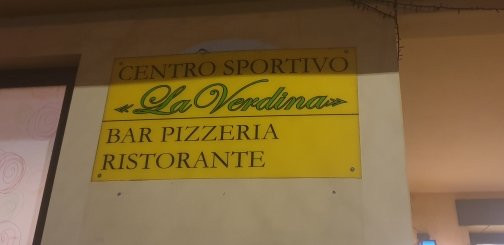 CENTRO SPORTIVO
«La Verdina»
BAR PIZZERIA
RISTORANTE